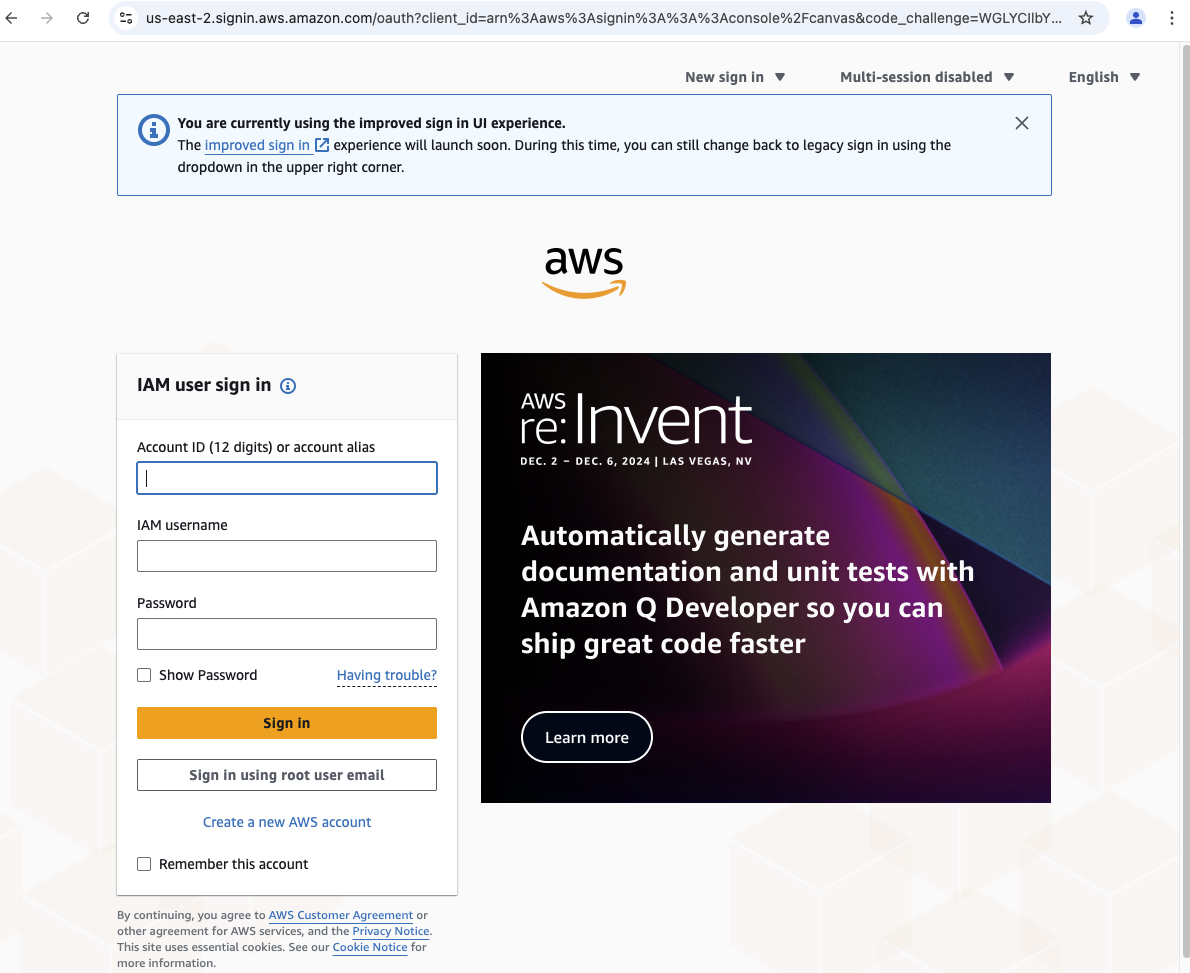 us-east-2.signin.aws.amazon.com/oauth?client_id=arn%3Aaws%3Asignin%3A%3A%3Aconsole%2Fcanvas&code_challenge=WGLYCIlbY...
New sign in ▼ Multi-session disabled ▼ English ▼
You are currently using the improved sign in UI experience.
The improved sign in experience will launch soon. During this time, you can still change back to legacy sign in using the
dropdown in the upper right corner.
aws
IAM user sign in
Account ID (12 digits) or account alias
IAM username
Password
Show Password Having trouble?
Sign in
Sign in using root user email
Create a new AWS account
Remember this account
By continuing, you agree to AWS Customer Agreement or
other agreement for AWS services, and the Privacy Notice.
This site uses essential cookies. See our Cookie Notice for
more information.
AWS
re:Invent
DEC. 2 – DEC. 6, 2024 | LAS VEGAS, NV
Automatically generate
documentation and unit tests with
Amazon Q Developer so you can
ship great code faster
Learn more